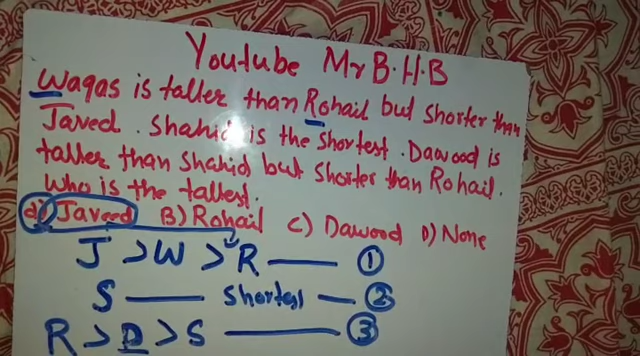 Youtube Mr B.H.B
Waqas is taller than Rohail but shorter than
Javed. Shahid is the shortest. Dawood is
taller than Shahid but shorter than Rohail.
Who is the tallest.
a) Javeed B) Rohail C) Dawood D) None
J > W > R — 1
S — shortest — 2
R > D > S — 3